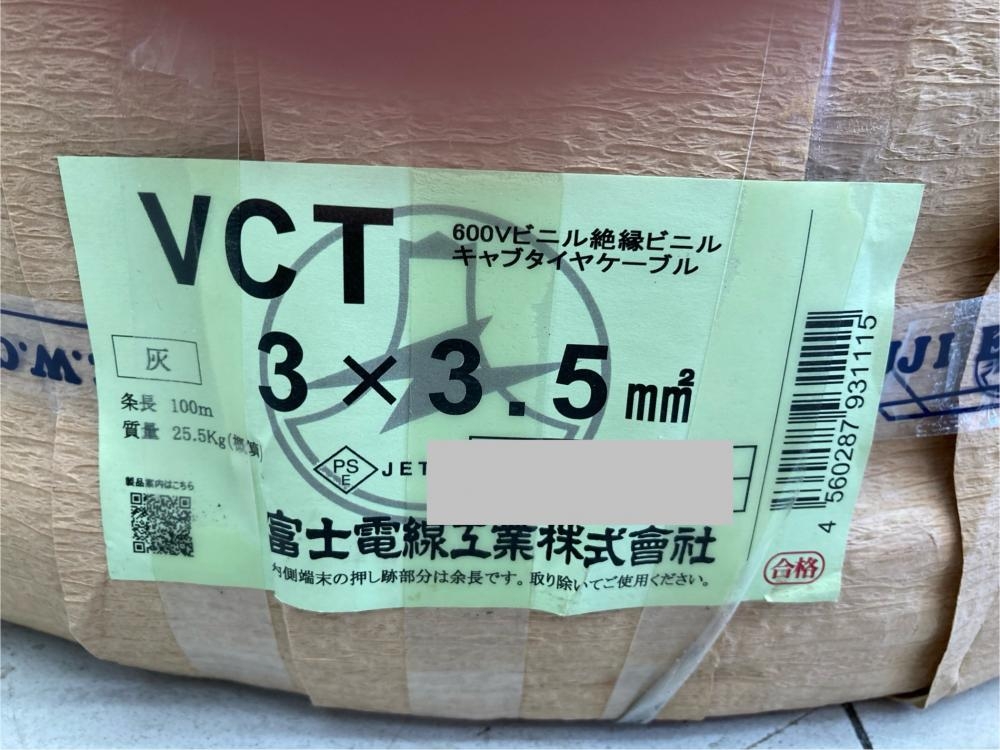 VCT
600Vビニル絶縁ビニル
キャブタイヤケーブル
3×3.5mm²
灰
条長 100m
質量 25.5Kg(概算)
PS
E
JET
製品案内はこちら
富士電線工業株式會社
内側端末の押し跡部分は余長です。取り除いてご使用ください。
4 560287 931115
合格